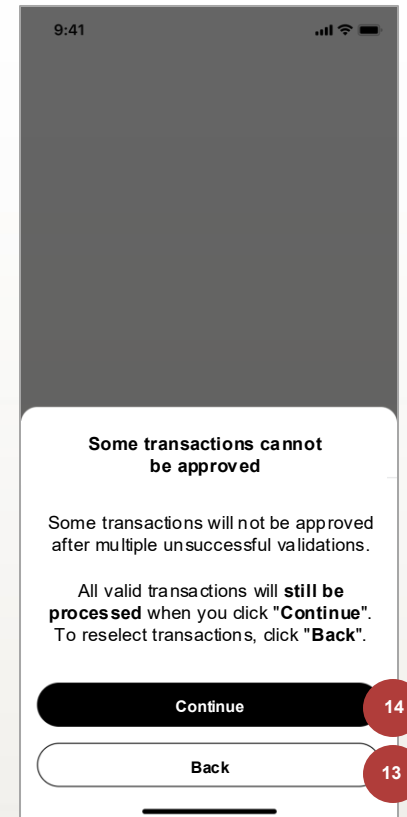 9:41
Some transactions cannot
be approved
Some transactions will not be approved
after multiple unsuccessful validations.
All valid transactions will still be
processed when you click "Continue".
To reselect transactions, click "Back".
Continue
14
Back
13